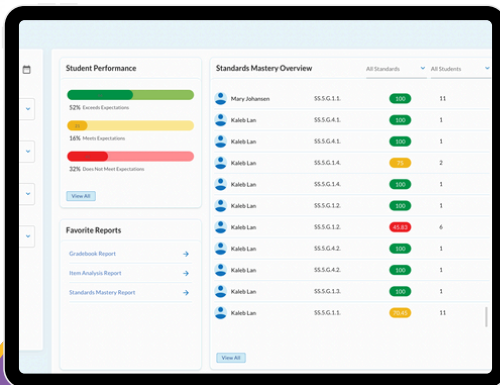 Student Performance
52% Exceeds Expectations
16% Meets Expectations
32% Does Not Meet Expectations
View All
Favorite Reports
Gradebook Report
Item Analysis Report
Standards Mastery Report
Standards Mastery Overview
All Standards
All Students
Mary Johansen SS.5.G.1.1. 100 11
Kaleb Lan SS.5.G.4.1. 100 1
Kaleb Lan SS.5.G.4.1. 100 1
Kaleb Lan SS.5.G.1.4. 75 2
Kaleb Lan SS.5.G.1.4. 100 1
Kaleb Lan SS.5.G.1.2. 100 1
Kaleb Lan SS.5.G.1.2. 45.83 6
Kaleb Lan SS.5.G.4.2. 100 1
Kaleb Lan SS.5.G.4.2. 100 1
Kaleb Lan SS.5.G.1.3. 100 1
Kaleb Lan SS.5.G.1.1. 11
View All